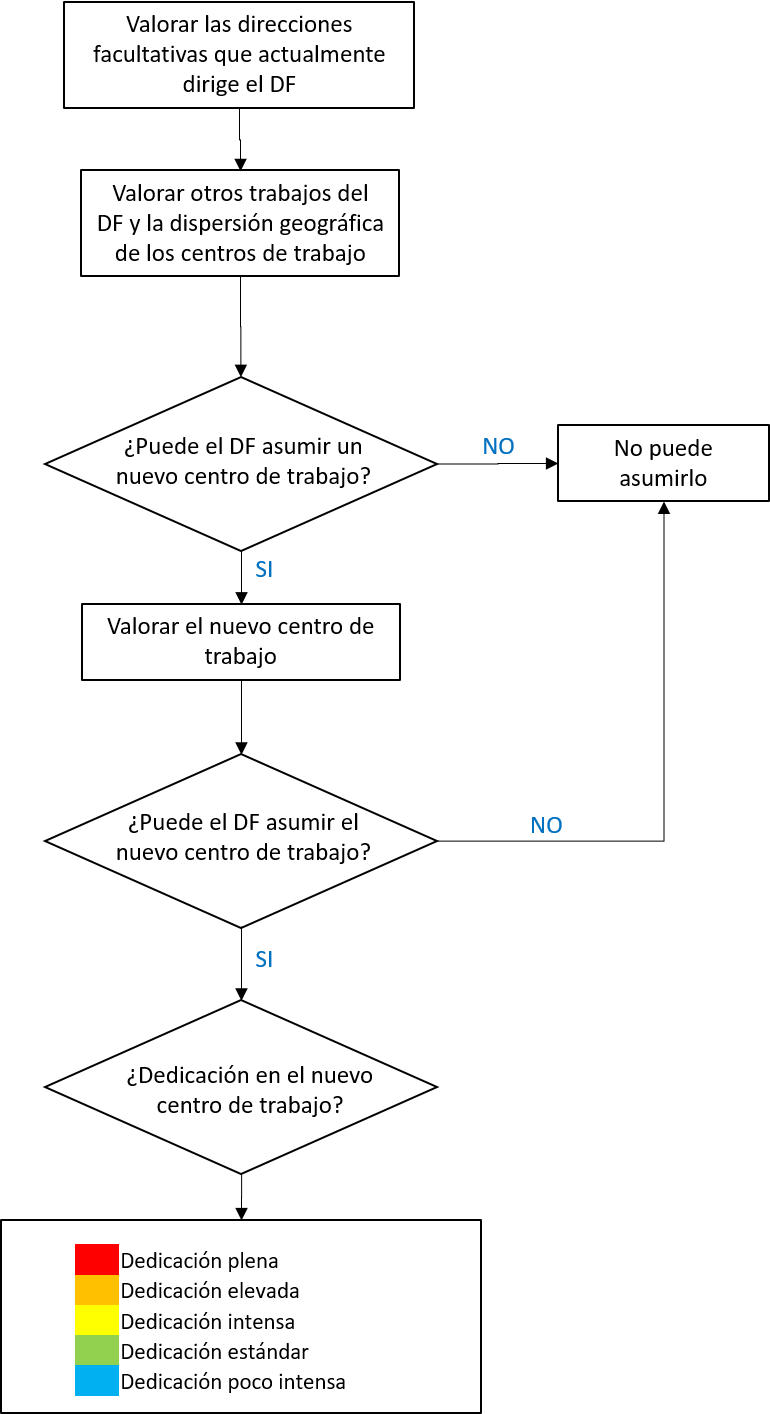 Valorar las direcciones
facultativas que actualmente
dirige el DF
Valorar otros trabajos del
DF y la dispersión geográfica
de los centros de trabajo
¿Puede el DF asumir un
nuevo centro de trabajo?
NO
No puede
asumirlo
SI
Valorar el nuevo centro de
trabajo
¿Puede el DF asumir el
nuevo centro de trabajo?
NO
SI
¿Dedicación en el nuevo
centro de trabajo?
Dedicación plena
Dedicación elevada
Dedicación intensa
Dedicación estándar
Dedicación poco intensa